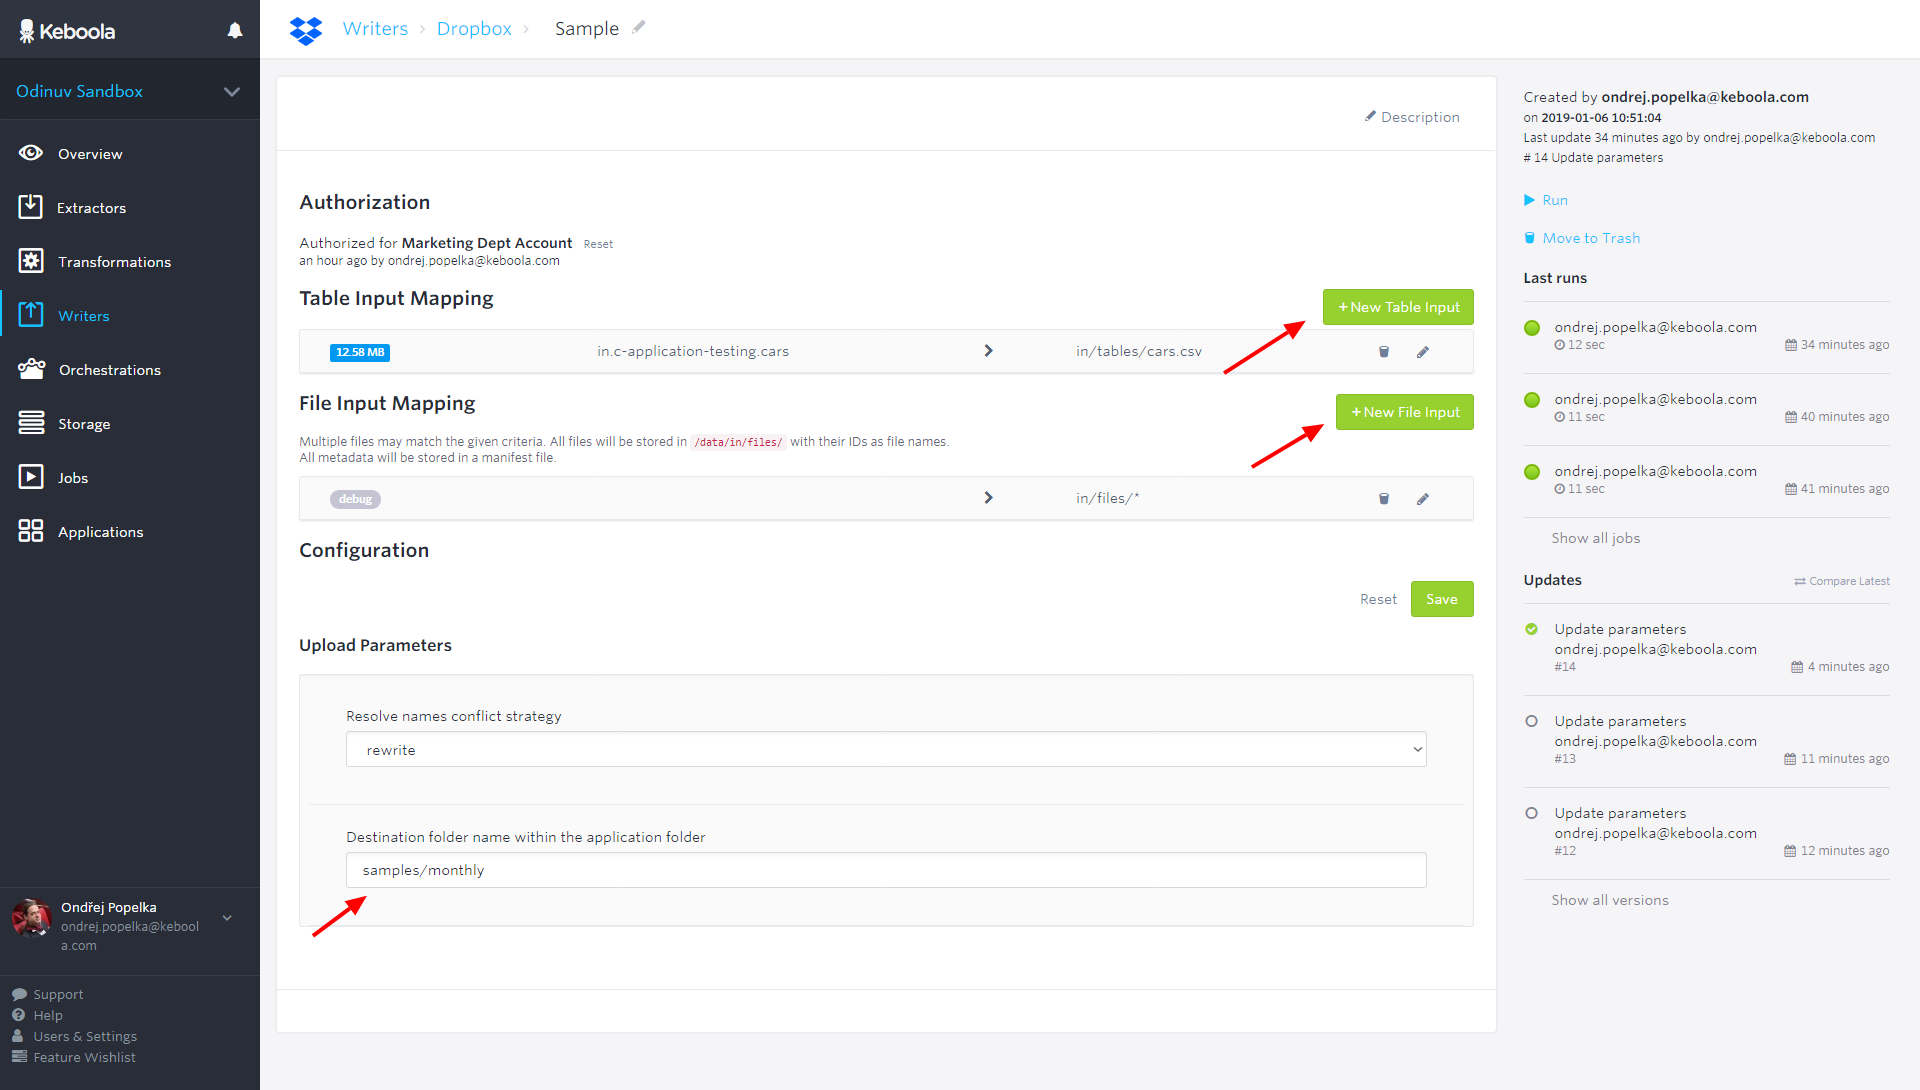 Keboola
Odinuv Sandbox
Overview
Extractors
Transformations
Writers
Orchestrations
Storage
Jobs
Applications
Ondřej Popelka
ondrej.popelka@kebool
a.com
Support
Help
Users & Settings
Feature Wishlist
Writers › Dropbox › Sample
Description
Authorization
Authorized for Marketing Dept Account Reset
an hour ago by ondrej.popelka@keboola.com
Table Input Mapping
+ New Table Input
12.58 MB in.c-application-testing.cars in/tables/cars.csv
File Input Mapping
+ New File Input
Multiple files may match the given criteria. All files will be stored in /data/in/files/ with their IDs as file names.
All metadata will be stored in a manifest file.
debug in/files/*
Configuration
Reset Save
Upload Parameters
Resolve names conflict strategy
rewrite
Destination folder name within the application folder
samples/monthly
Created by ondrej.popelka@keboola.com
on 2019-01-06 10:51:04
Last update 34 minutes ago by ondrej.popelka@keboola.com
# 14 Update parameters
Run
Move to Trash
Last runs
ondrej.popelka@keboola.com
12 sec 34 minutes ago
ondrej.popelka@keboola.com
11 sec 40 minutes ago
ondrej.popelka@keboola.com
11 sec 41 minutes ago
Show all jobs
Updates Compare Latest
Update parameters
ondrej.popelka@keboola.com
#14 4 minutes ago
Update parameters
ondrej.popelka@keboola.com
#13 11 minutes ago
Update parameters
ondrej.popelka@keboola.com
#12 12 minutes ago
Show all versions